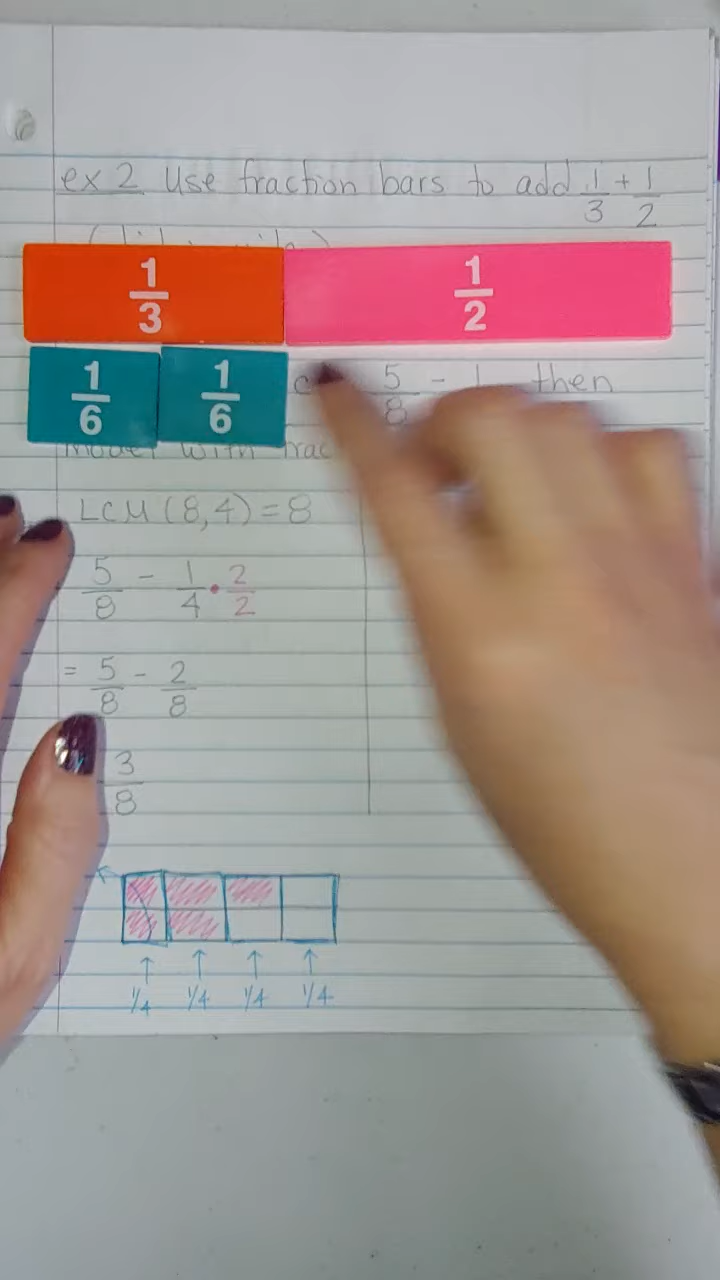 ex 2 Use fraction bars to add 1/3 + 1/2
1/3 1/2
1/6 1/6
5/8 - then
Model with
LCM (8,4) = 8
5/8 - 1/4 • 2/2
= 5/8 - 2/8
3/8
1/4 1/4 1/4 1/4